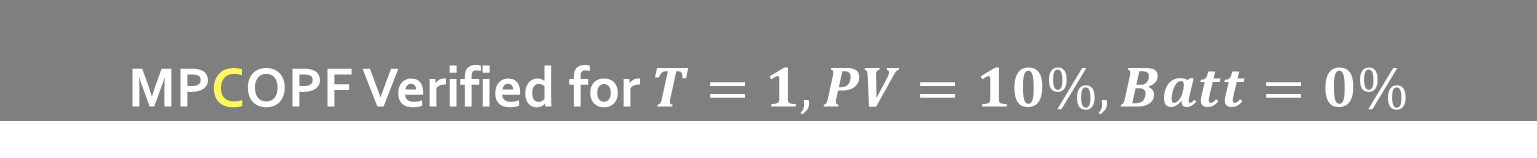 MPCOPF Verified for T = 1, PV = 10%, Batt = 0%